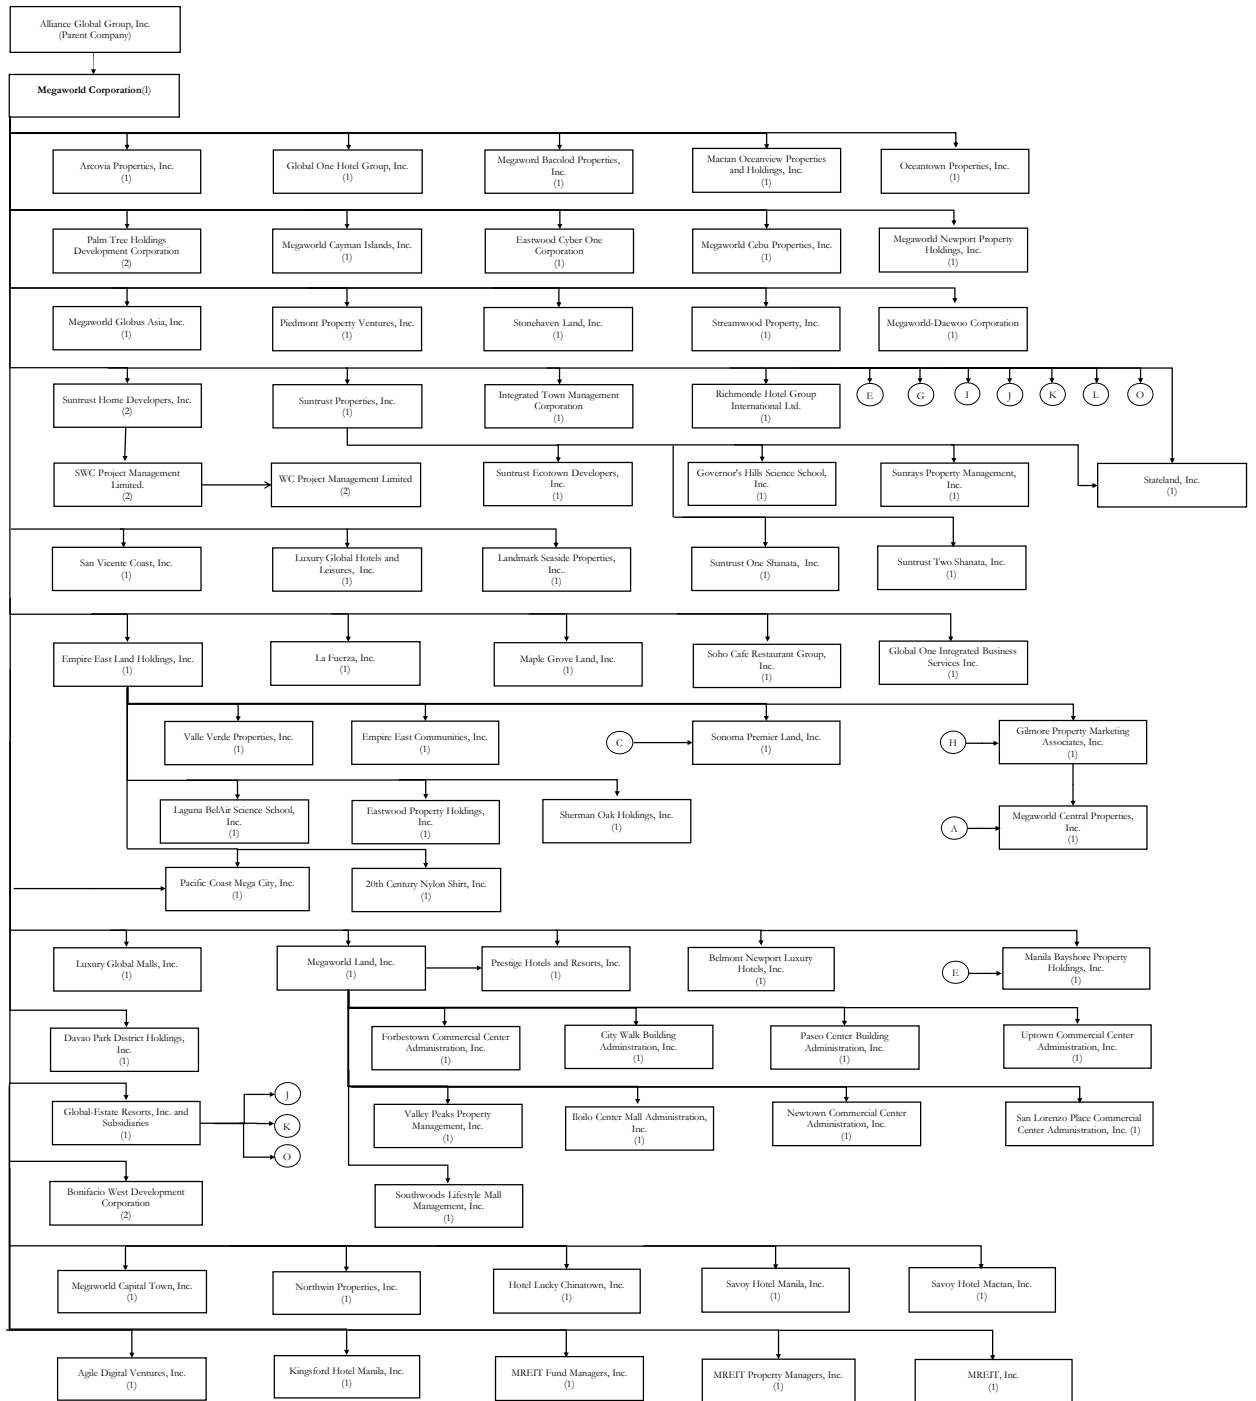 Alliance Global Group, Inc.
(Parent Company)
Megaworld Corporation(1)
Arcovia Properties, Inc.
(1)
Global One Hotel Group, Inc.
(1)
Megaword Bacolod Properties,
Inc.
(1)
Mactan Oceanview Properties
and Holdings, Inc.
(1)
Oceantown Properties, Inc.
(1)
Palm Tree Holdings
Development Corporation
(2)
Megaworld Cayman Islands, Inc.
(1)
Eastwood Cyber One
Corporation
(1)
Megaworld Cebu Properties, Inc.
(1)
Megaworld Newport Property
Holdings, Inc.
(1)
Megaworld Globus Asia, Inc.
(1)
Piedmont Property Ventures, Inc.
(1)
Stonehaven Land, Inc.
(1)
Streamwood Property, Inc.
(1)
Megaworld-Daewoo Corporation
(1)
Suntrust Home Developers, Inc.
(2)
Suntrust Properties, Inc.
(1)
Integrated Town Management
Corporation
(1)
Richmonde Hotel Group
International Ltd.
(1)
E
G
I
J
K
L
O
SWC Project Management
Limited.
(2)
WC Project Management Limited
(2)
Suntrust Ecotown Developers,
Inc.
(1)
Governor's Hills Science School,
Inc.
(1)
Sunrays Property Management,
Inc.
(1)
Stateland, Inc.
(1)
San Vicente Coast, Inc.
(1)
Luxury Global Hotels and
Leisures, Inc.
(1)
Landmark Seaside Properties,
Inc..
(1)
Suntrust One Shanata, Inc.
(1)
Suntrust Two Shanata, Inc.
(1)
Empire East Land Holdings, Inc.
(1)
La Fuerza, Inc.
(1)
Maple Grove Land, Inc.
(1)
Soho Cafe Restaurant Group,
Inc.
(1)
Global One Integrated Business
Services Inc.
(1)
Valle Verde Properties, Inc.
(1)
Empire East Communities, Inc.
(1)
C
Sonoma Premier Land, Inc.
(1)
H
Gilmore Property Marketing
Associates, Inc.
(1)
Laguna BelAir Science School,
Inc.
(1)
Eastwood Property Holdings,
Inc.
(1)
Sherman Oak Holdings, Inc.
(1)
A
Megaworld Central Properties,
Inc.
(1)
Pacific Coast Mega City, Inc.
(1)
20th Century Nylon Shirt, Inc.
(1)
Luxury Global Malls, Inc.
(1)
Megaworld Land, Inc.
(1)
Prestige Hotels and Resorts, Inc.
(1)
Belmont Newport Luxury
Hotels, Inc.
(1)
E
Manila Bayshore Property
Holdings, Inc.
(1)
Davao Park District Holdings,
Inc.
(1)
Forbestown Commercial Center
Administration, Inc.
(1)
City Walk Building
Adminstration, Inc.
(1)
Paseo Center Building
Administration, Inc.
(1)
Uptown Commercial Center
Administration, Inc.
(1)
Global-Estate Resorts, Inc. and
Subsidiaries
(1)
J
K
O
Valley Peaks Property
Management, Inc.
(1)
Iloilo Center Mall Administration,
Inc.
(1)
Newtown Commercial Center
Administration, Inc.
(1)
San Lorenzo Place Commercial
Center Administration, Inc. (1)
Bonifacio West Development
Corporation
(2)
Southwoods Lifestyle Mall
Management, Inc.
(1)
Megaworld Capital Town, Inc.
(1)
Northwin Properties, Inc.
(1)
Hotel Lucky Chinatown, Inc.
(1)
Savoy Hotel Manila, Inc.
(1)
Savoy Hotel Mactan, Inc.
(1)
Agile Digital Ventures, Inc.
(1)
Kingsford Hotel Manila, Inc.
(1)
MREIT Fund Managers, Inc.
(1)
MREIT Property Managers, Inc.
(1)
MREIT, Inc.
(1)